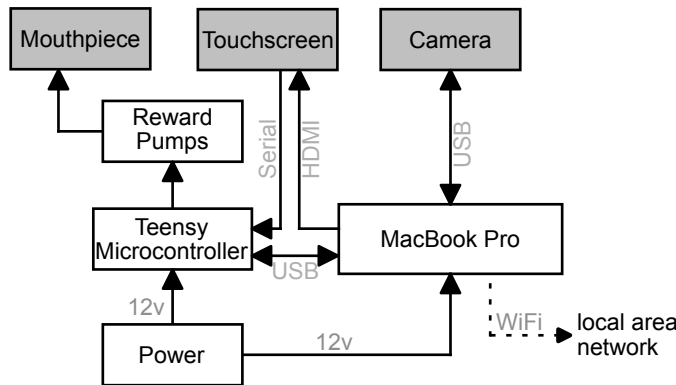 Mouthpiece
Touchscreen
Camera
Reward
Pumps
Serial
HDMI
USB
Teensy
Microcontroller
MacBook Pro
USB
12v
WiFi
local area
network
Power
12v